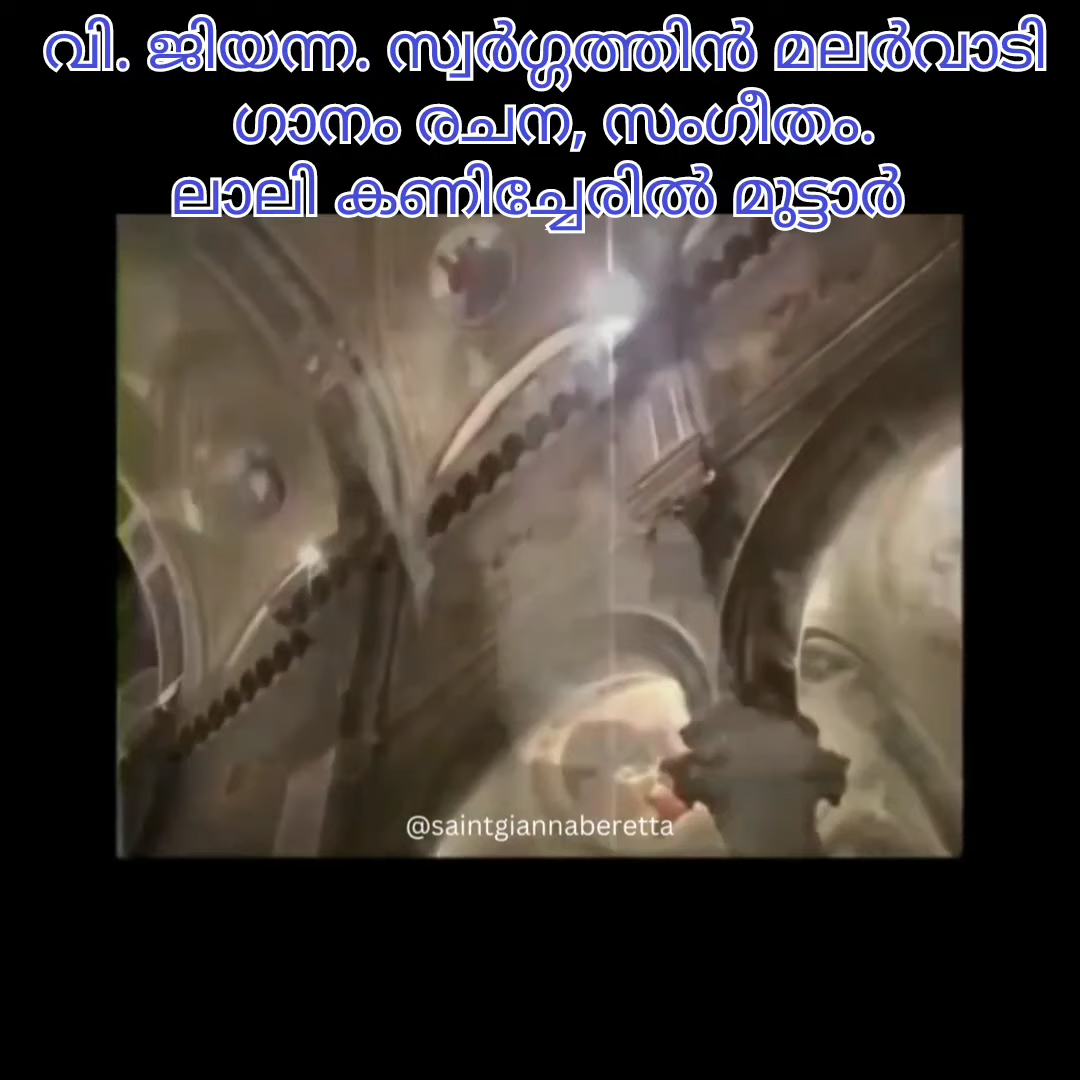 വി. ജിയന്ന. സ്വർഗ്ഗത്തിൻ മലർവാടി
ഗാനം രചന, സംഗീതം.
ലാലി കണിച്ചേരിൽ മുട്ടാർ
@saintgiannaberetta